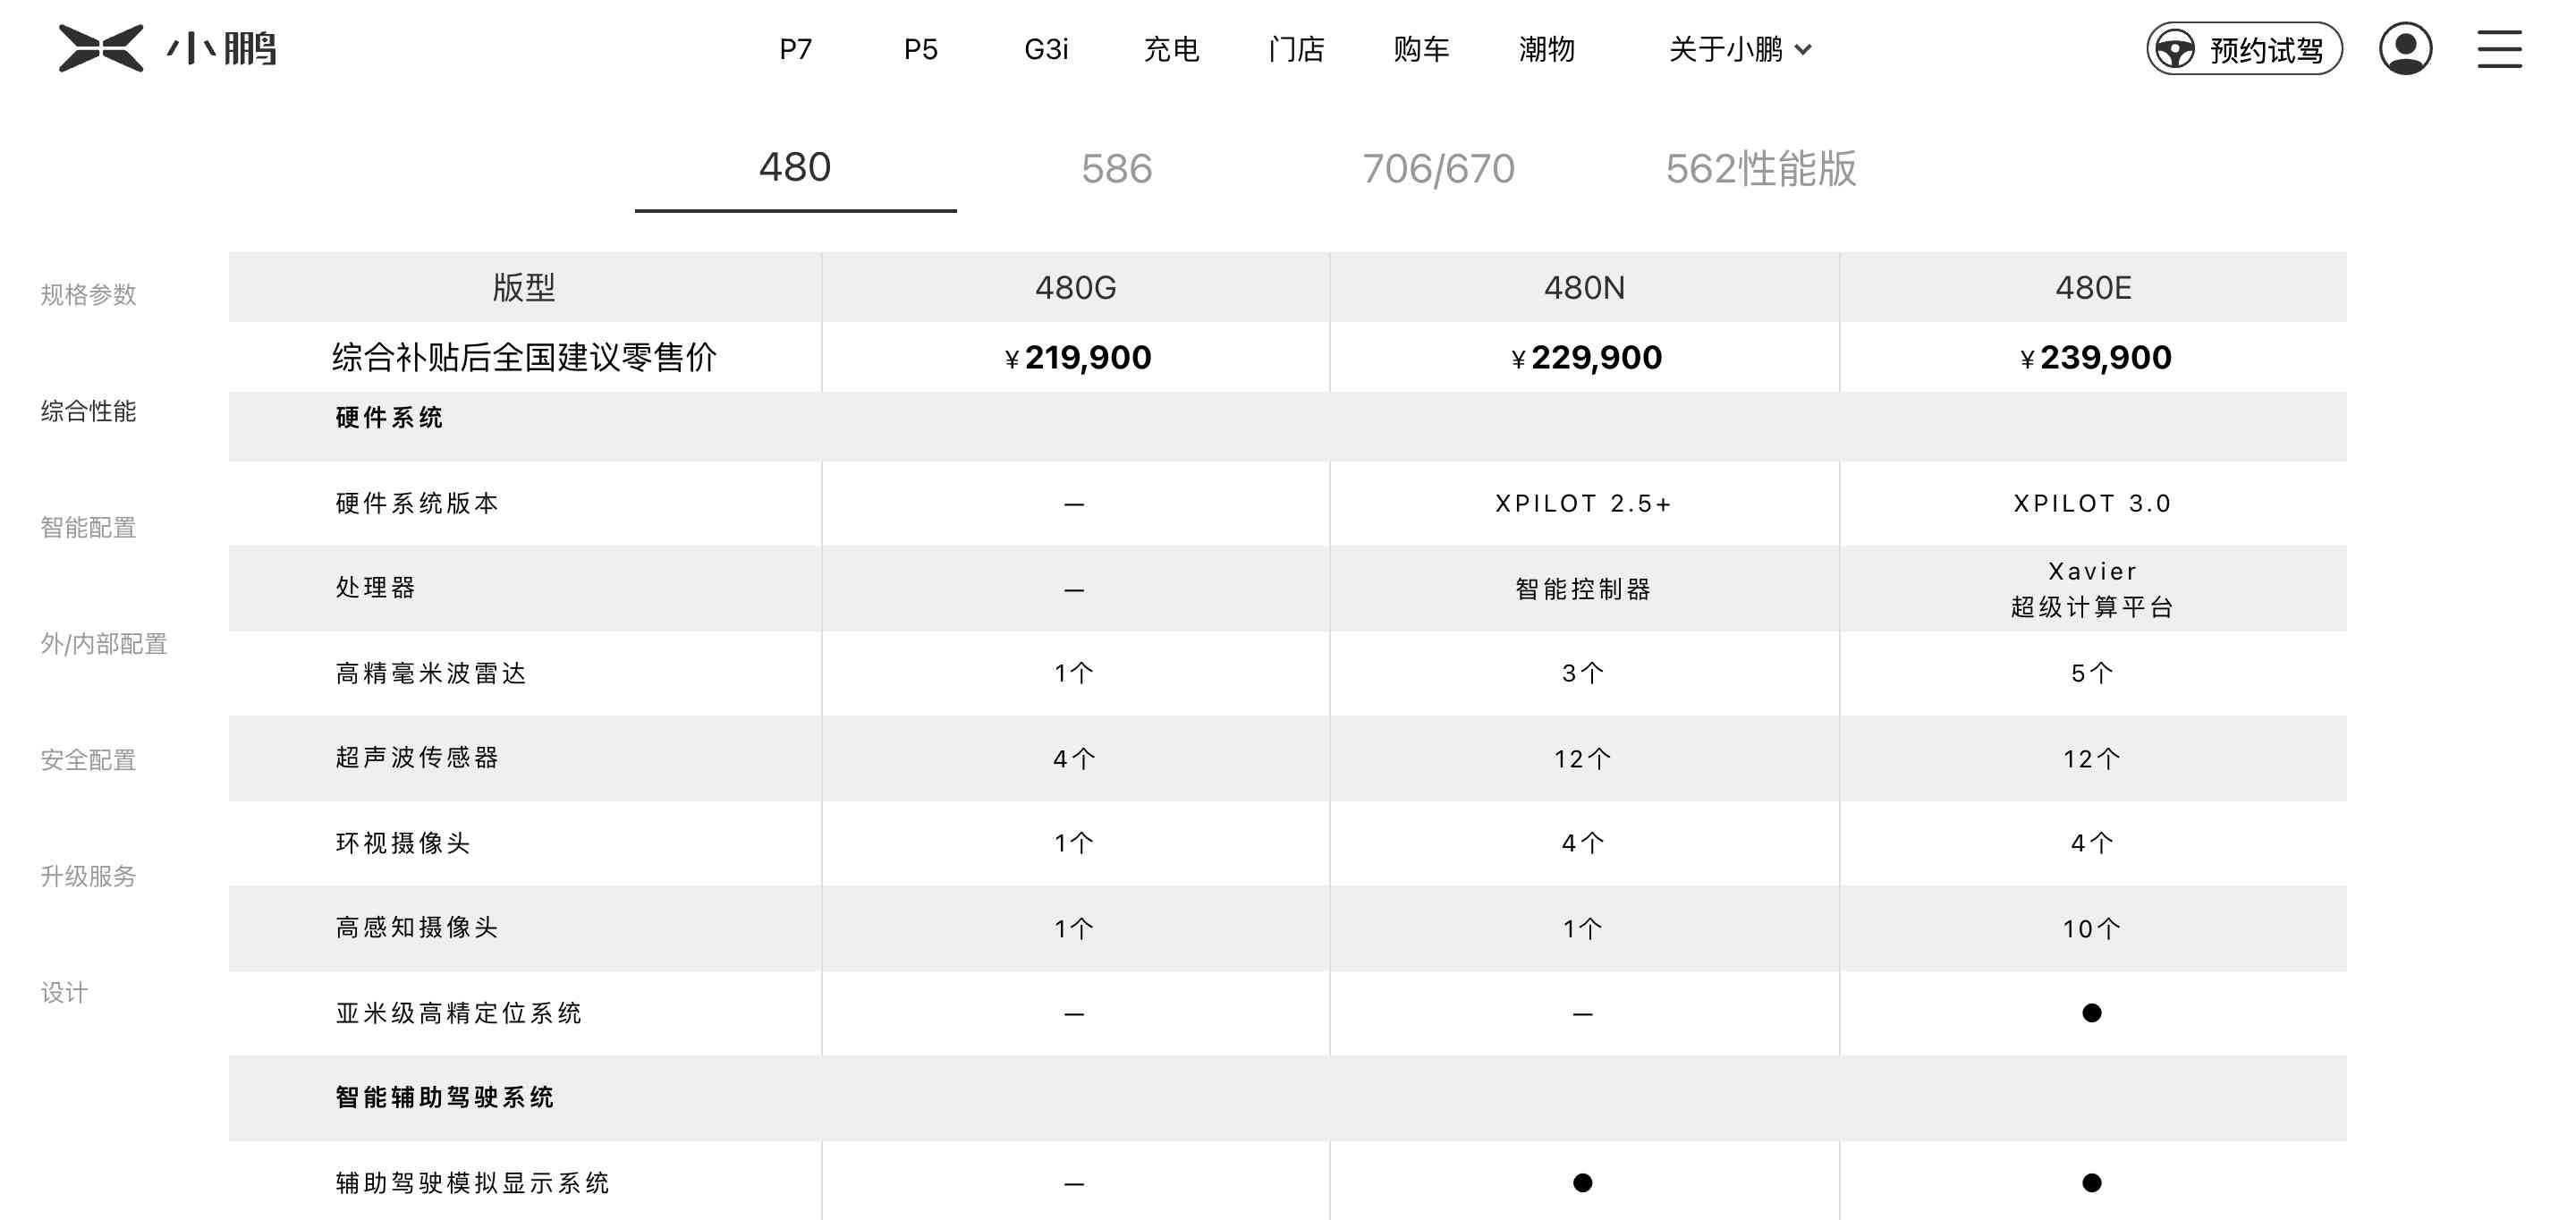 小鹏 P7 P5 G3i 充电 门店 购车 潮物 关于小鹏 预约试驾
480 586 706/670 562性能版
规格参数
综合性能
智能配置
外/内部配置
安全配置
升级服务
设计
版型 480G 480N 480E
综合补贴后全国建议零售价 ¥219,900 ¥229,900 ¥239,900
硬件系统
硬件系统版本 — XPILOT 2.5+ XPILOT 3.0
处理器 — 智能控制器 Xavier
超级计算平台
高精毫米波雷达 1个 3个 5个
超声波传感器 4个 12个 12个
环视摄像头 1个 4个 4个
高感知摄像头 1个 1个 10个
亚米级高精定位系统 — — ●
智能辅助驾驶系统
辅助驾驶模拟显示系统 — ● ●